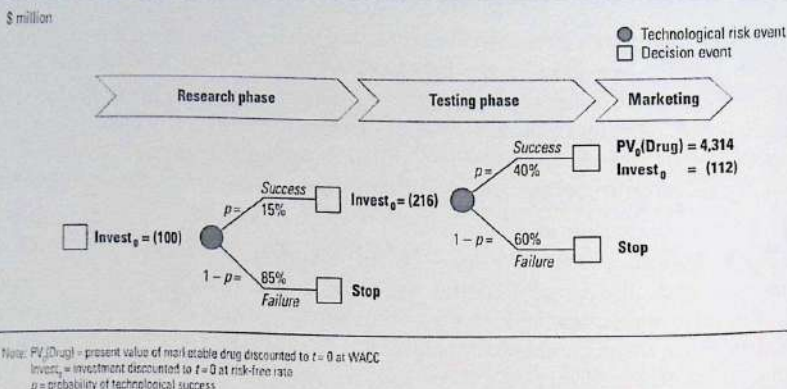 $ million
Technological risk event
Decision event
Research phase
Testing phase
Marketing
Success
p=
40%
PV₀(Drug) = 4,314
Invest₀ = (112)
Success
p=
15%
Invest₀ = (216)
Invest₀ = (100)
1 – p=
60%
Failure
Stop
1 – p=
85%
Failure
Stop
Note: PV₀(Drug) = present value of marketable drug discounted to t = 0 at WACC
Invest₀ = investment discounted to t = 0 at risk-free rate
p = probability of technological success